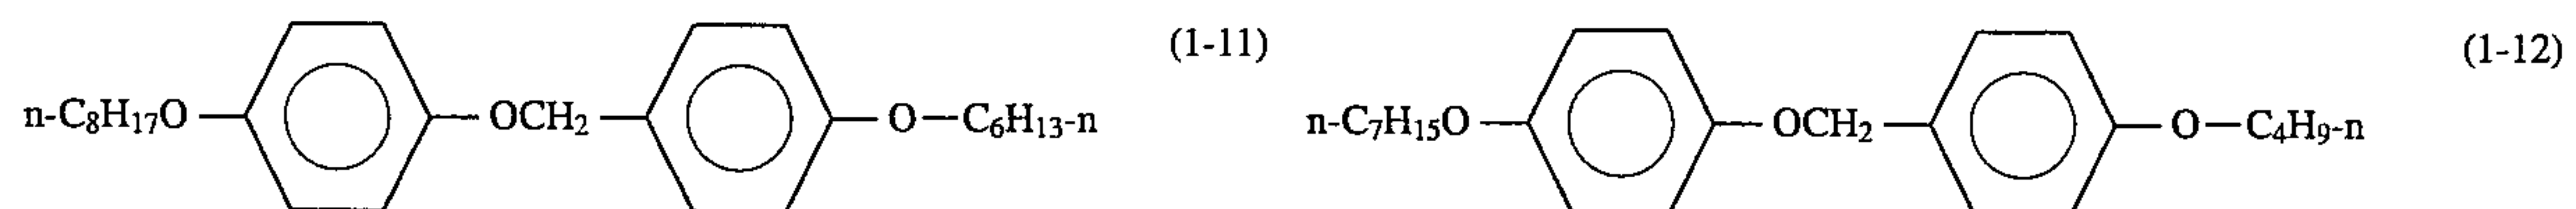 (1-11)
n-C₈H₁₇O OCH₂ O C₆H₁₃-n
(1-12)
n-C₇H₁₅O OCH₂ O C₄H₉-n